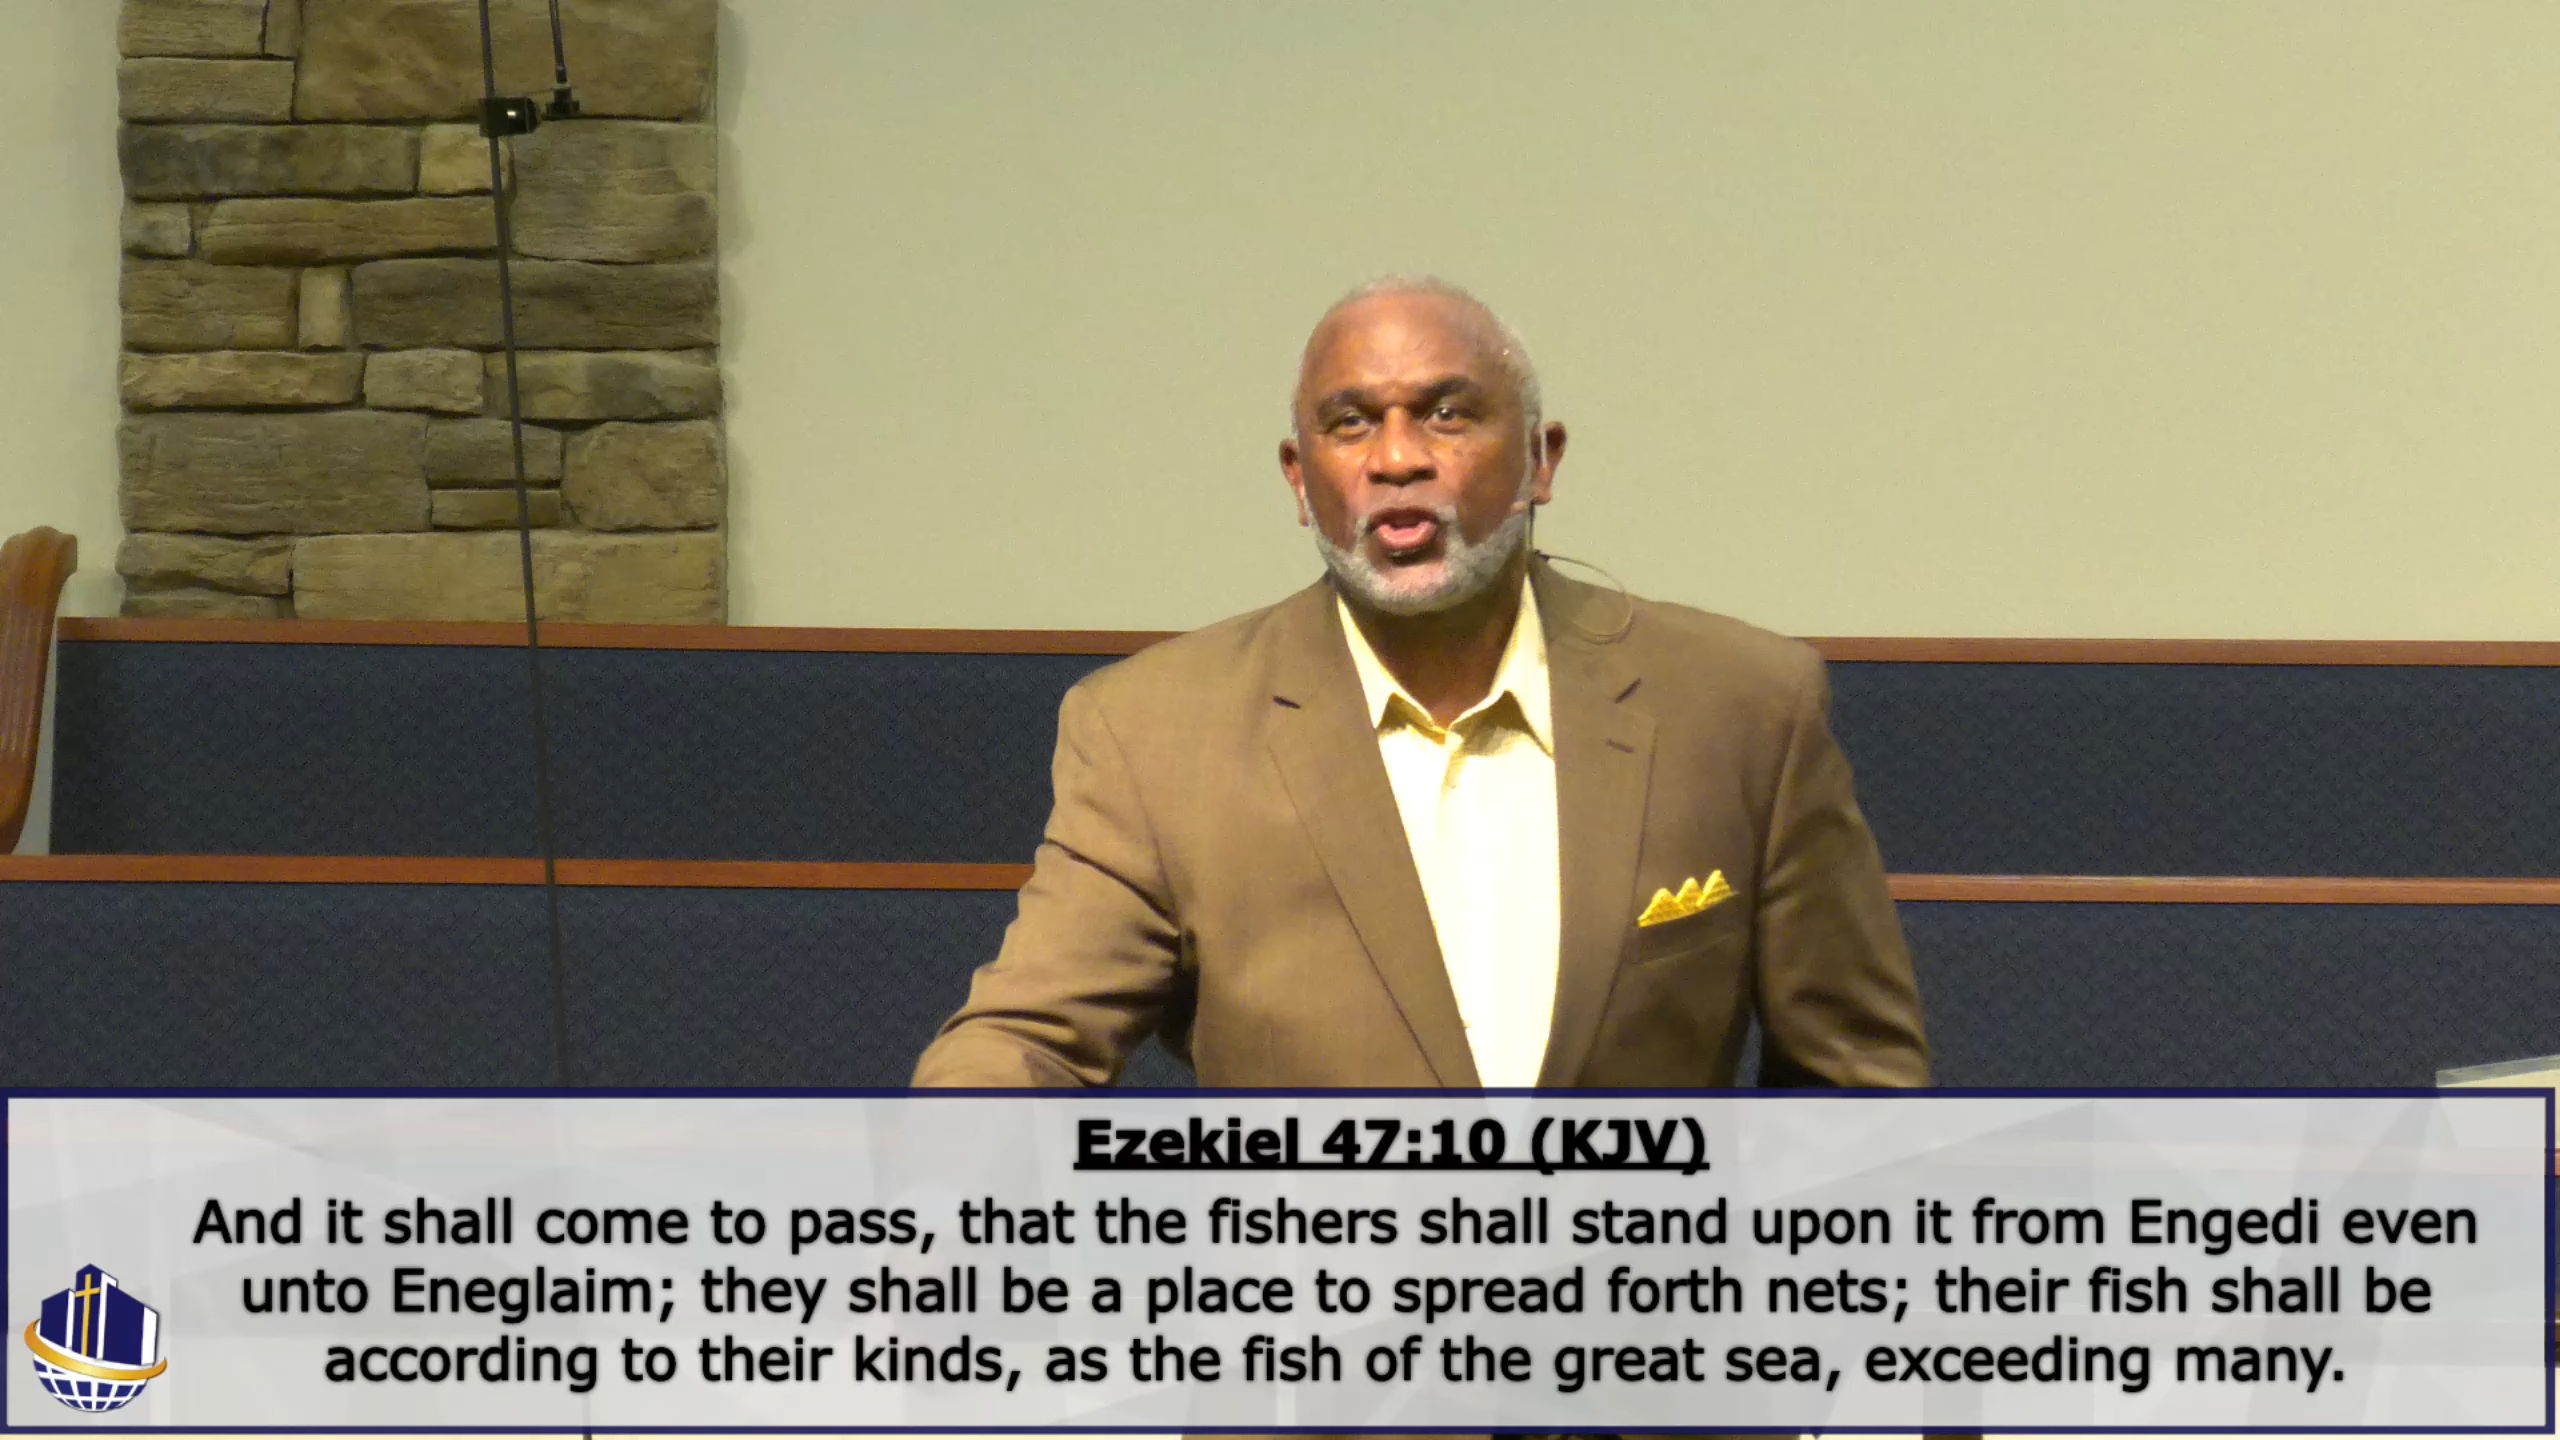 Ezekiel 47:10 (KJV)
And it shall come to pass, that the fishers shall stand upon it from Engedi even
unto Eneglaim; they shall be a place to spread forth nets; their fish shall be
according to their kinds, as the fish of the great sea, exceeding many.